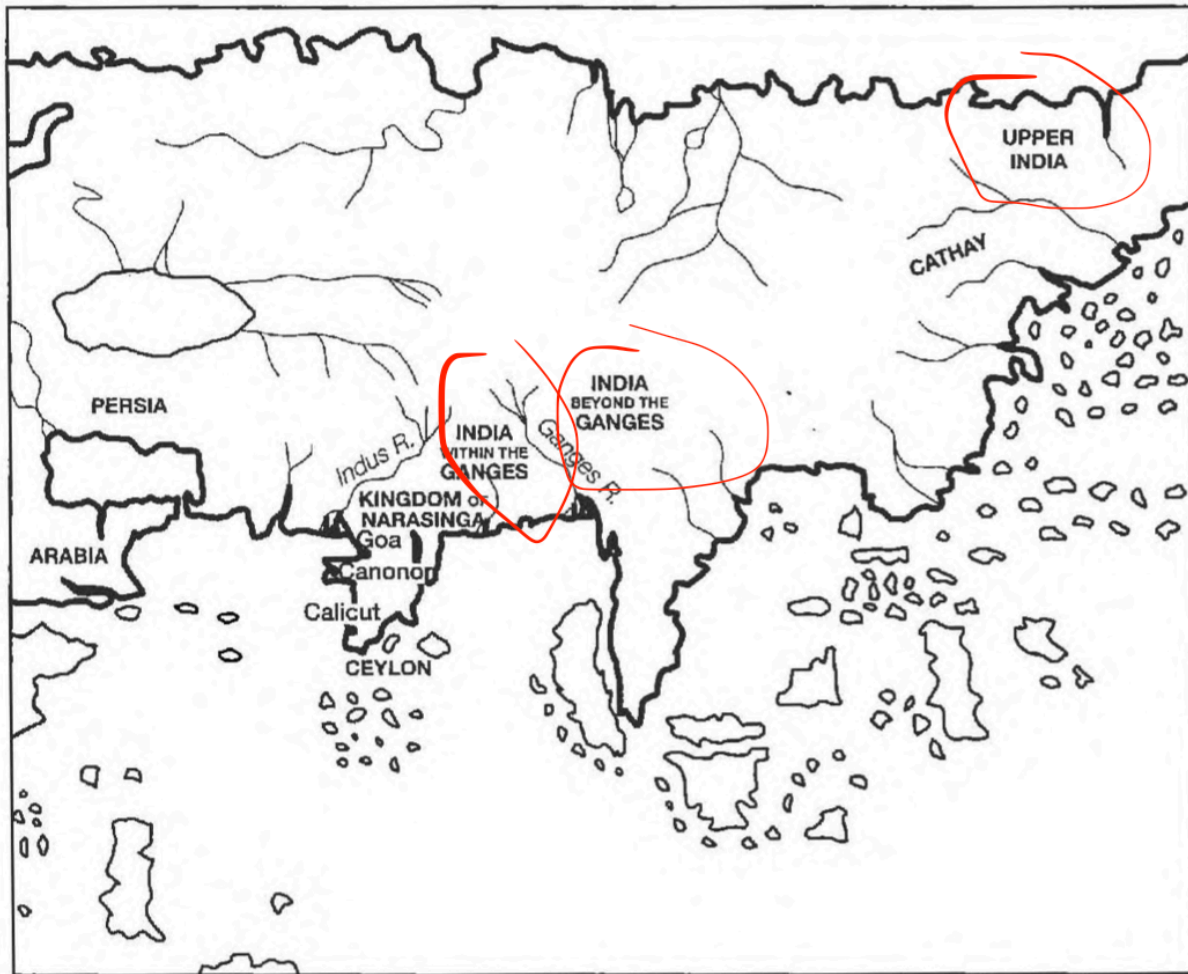 UPPER
INDIA
CATHAY
PERSIA
INDIA
BEYOND THE
GANGES
INDIA
WITHIN THE
GANGES
Indus R.
Ganges R.
KINGDOM OF
NARASINGA
Goa
ARABIA
Canonor
Calicut
CEYLON